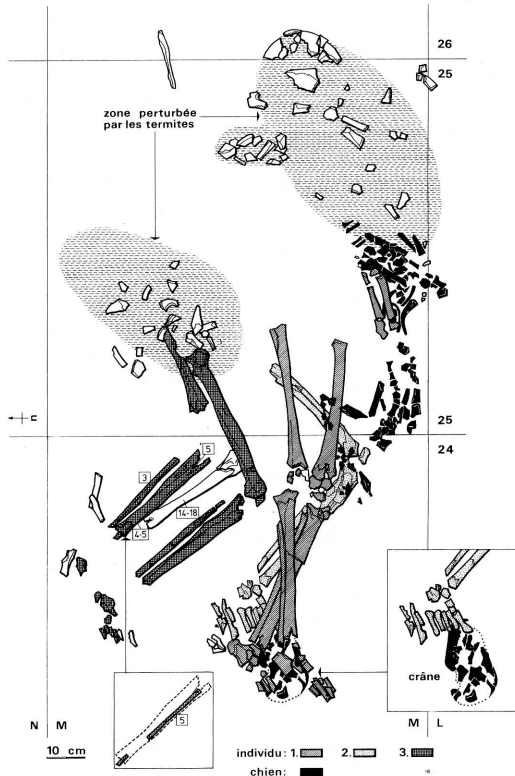 26
25
zone perturbée
par les termites
n
25
24
5
3
14-18
4-5
crâne
5
N M
M L
10 cm
individu: 1. 2. 3.
chien: